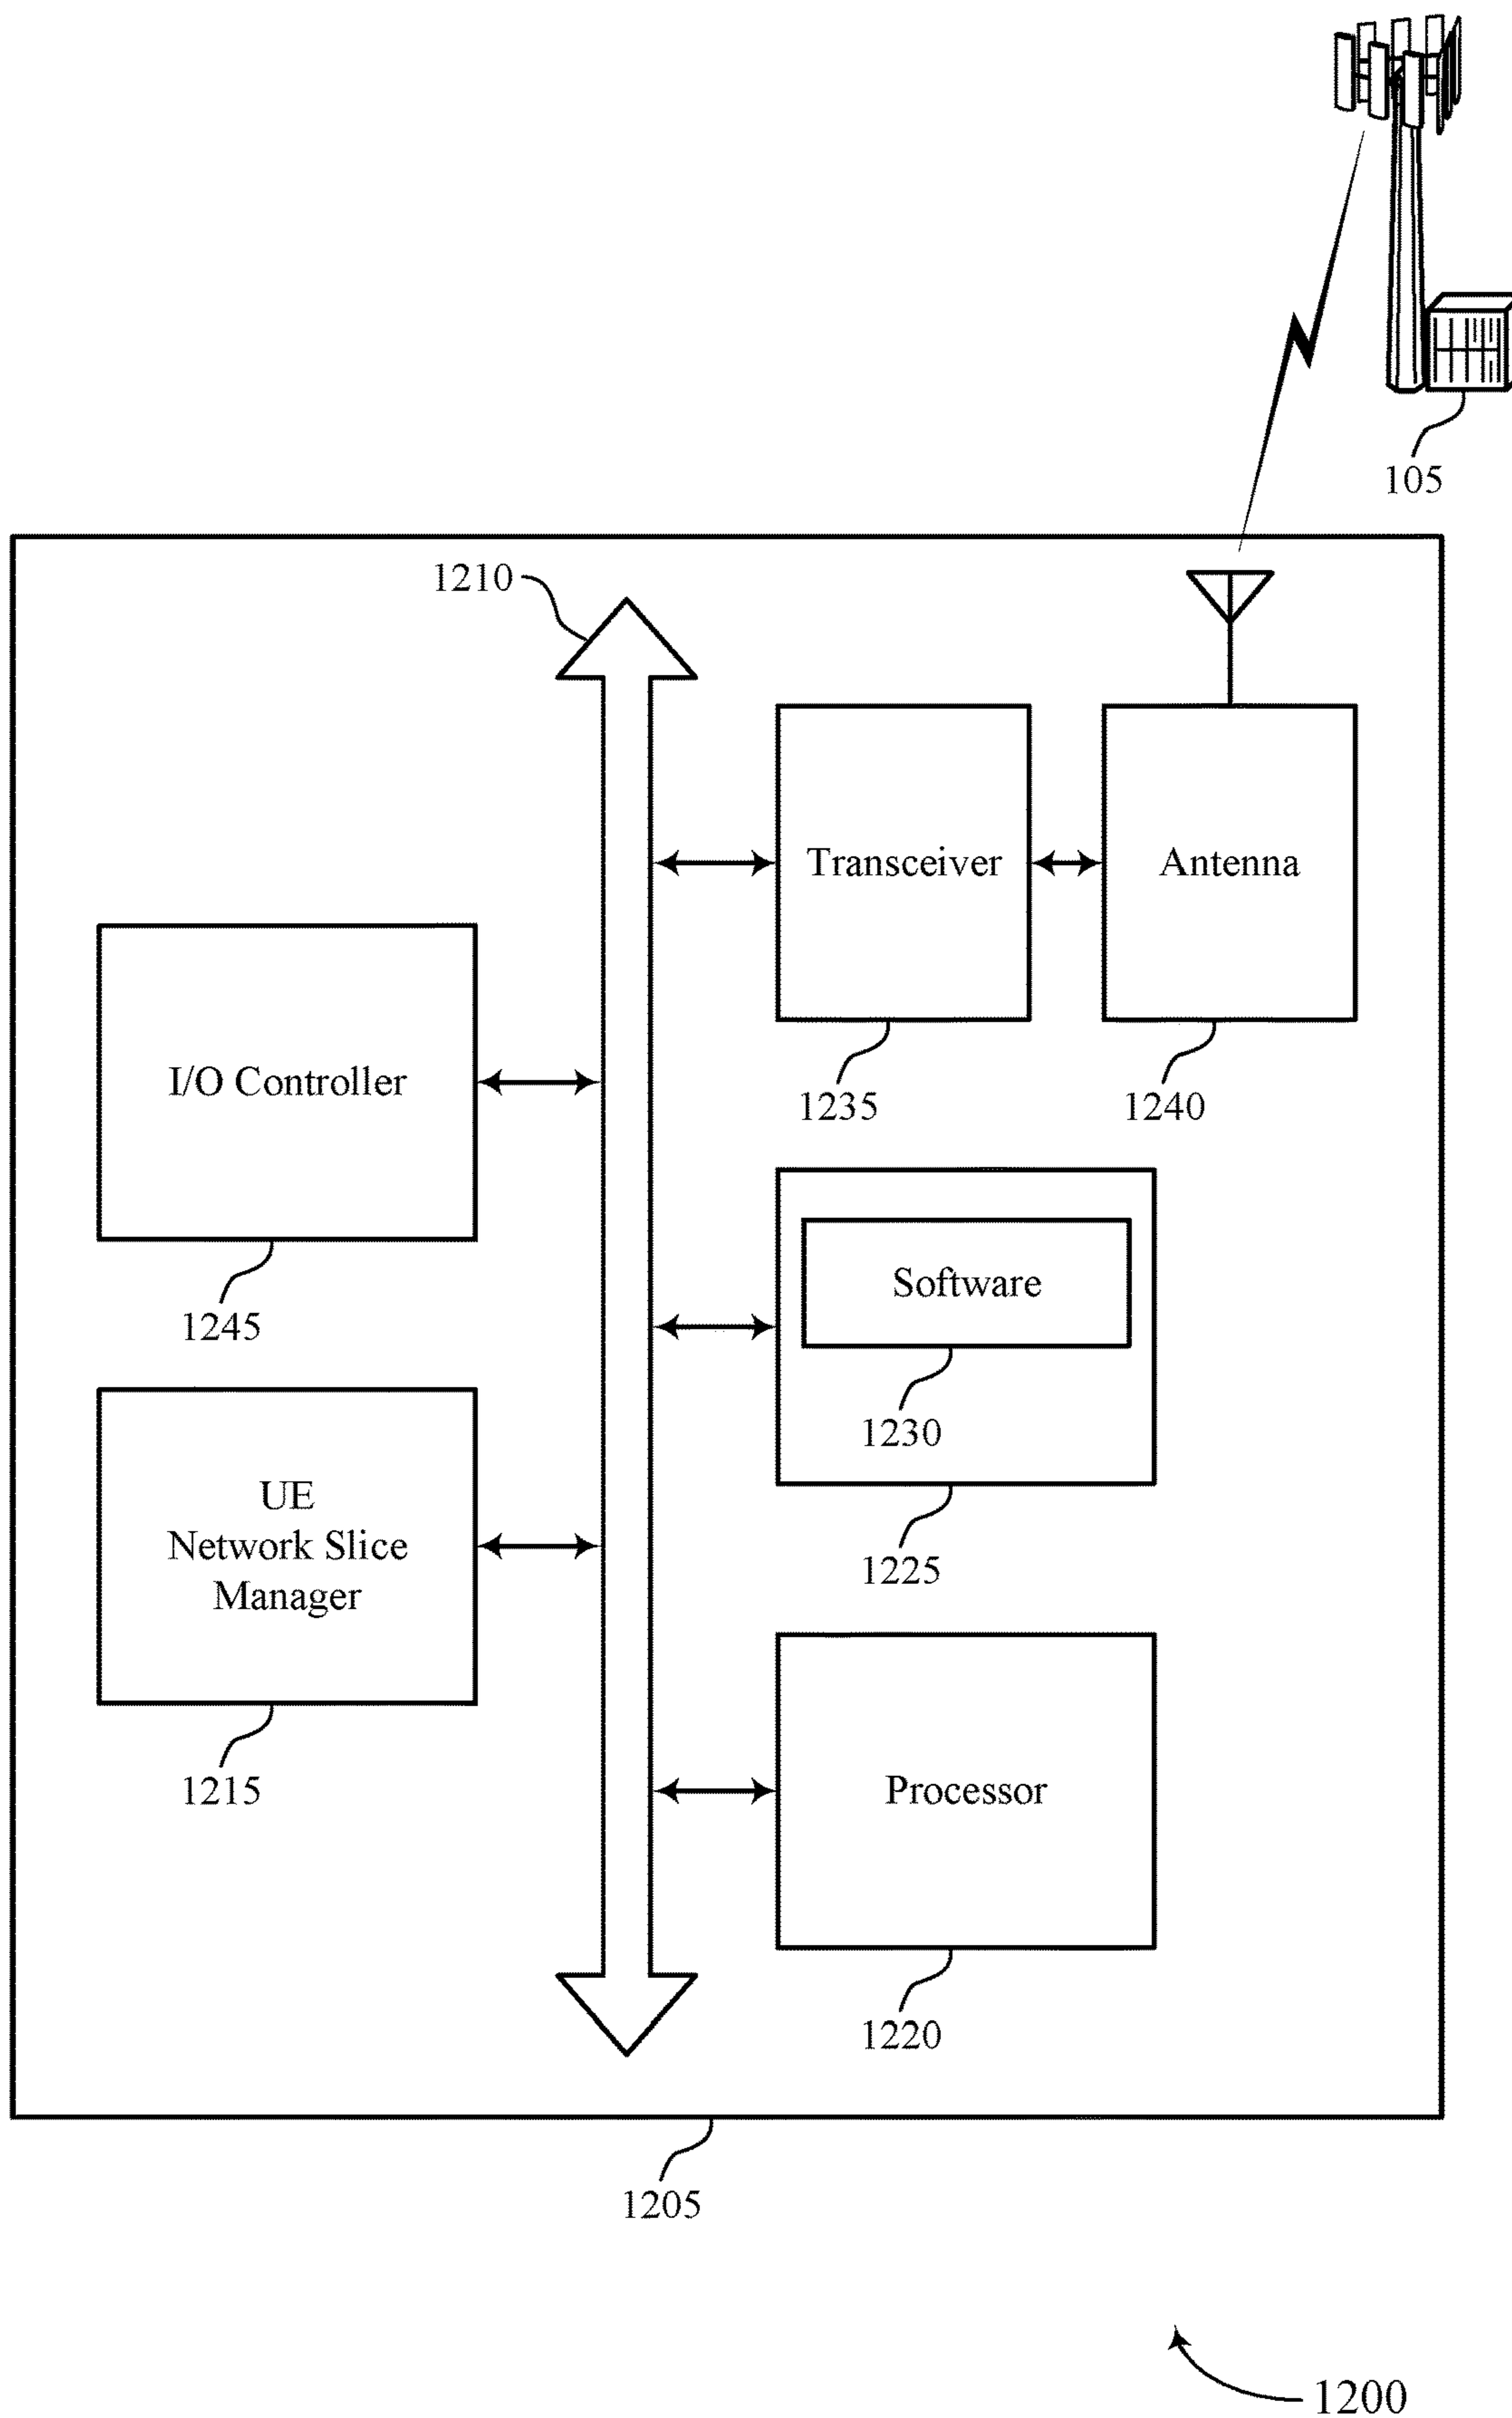 105
1210
Transceiver
Antenna
1235
1240
I/O Controller
1245
Software
1230
1225
UE
Network Slice
Manager
1215
Processor
1220
1205
1200